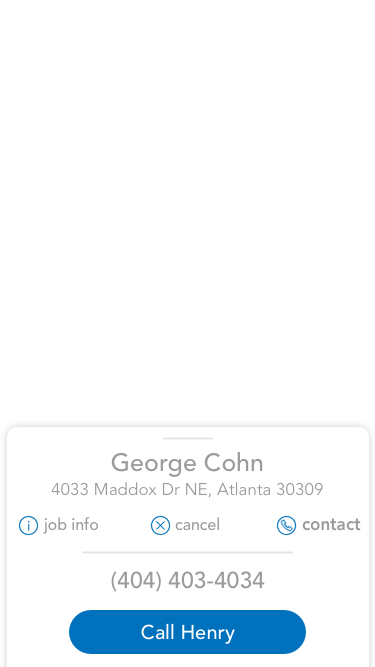 George Cohn
4033 Maddox Dr NE, Atlanta 30309
job info cancel contact
(404) 403-4034
Call Henry